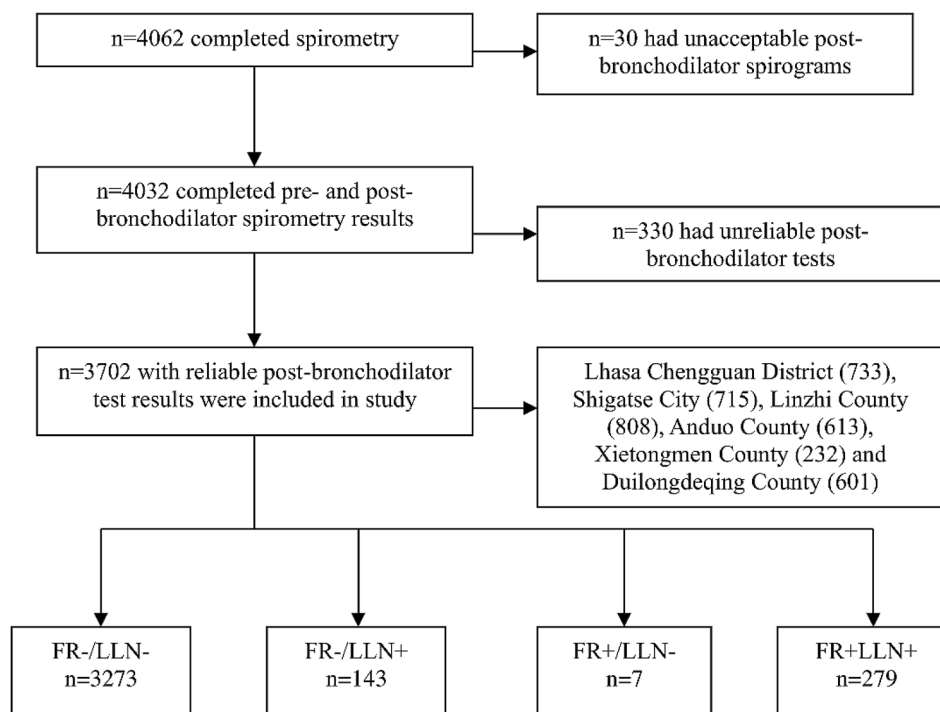 n=4062 completed spirometry
n=30 had unacceptable post-
bronchodilator spirograms
n=4032 completed pre- and post-
bronchodilator spirometry results
n=330 had unreliable post-
bronchodilator tests
n=3702 with reliable post-bronchodilator
test results were included in study
Lhasa Chengguan District (733),
Shigatse City (715), Linzhi County
(808), Anduo County (613),
Xietongmen County (232) and
Duilongdeqing County (601)
FR-/LLN-
n=3273
FR-/LLN+
n=143
FR+/LLN-
n=7
FR+LLN+
n=279